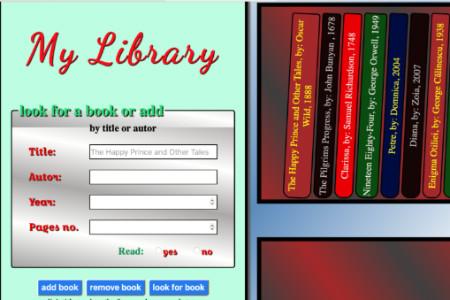 My Library
look for a book or add
by title or autor
Title:
The Happy Prince and Other Tales
Autor:
Year:
Pages no.
Read: yes no
add book remove book look for book
The Happy Prince and Other Tales, by: Oscar
Wild, 1888
The Pilgrims Progress, by: John Bunyan , 1678
Clarissa, by: Samuel Richardson, 1748
Nineteen Eighty-Four, by: George Orwell, 1949
Petre, by: Domnica, 2004
Diana, by: Zola, 2007
Enigma Otiliei, by: George Călinescu, 1938